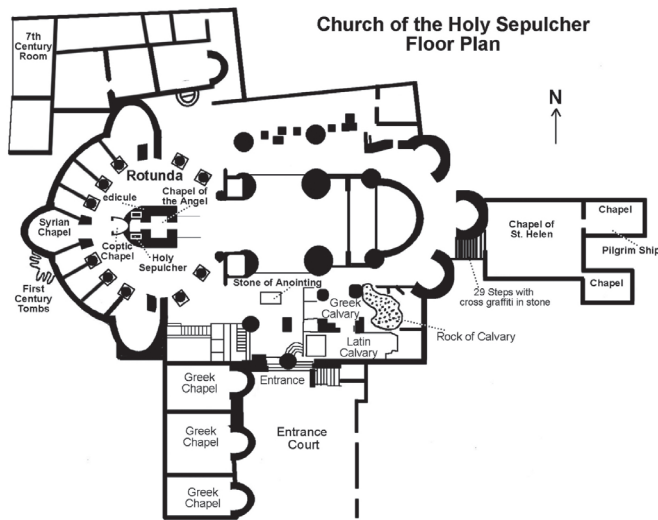 Church of the Holy Sepulcher
Floor Plan
N
7th
Century
Room
Rotunda
edicule
Chapel of
the Angel
Syrian
Chapel
Coptic
Chapel
Holy
Sepulcher
First
Century
Tombs
Stone of Anointing
Greek
Calvary
Latin
Calvary
Rock of Calvary
29 Steps with
cross graffiti in stone
Chapel of
St. Helen
Chapel
Pilgrim Ship
Chapel
Entrance
Greek
Chapel
Greek
Chapel
Greek
Chapel
Entrance
Court